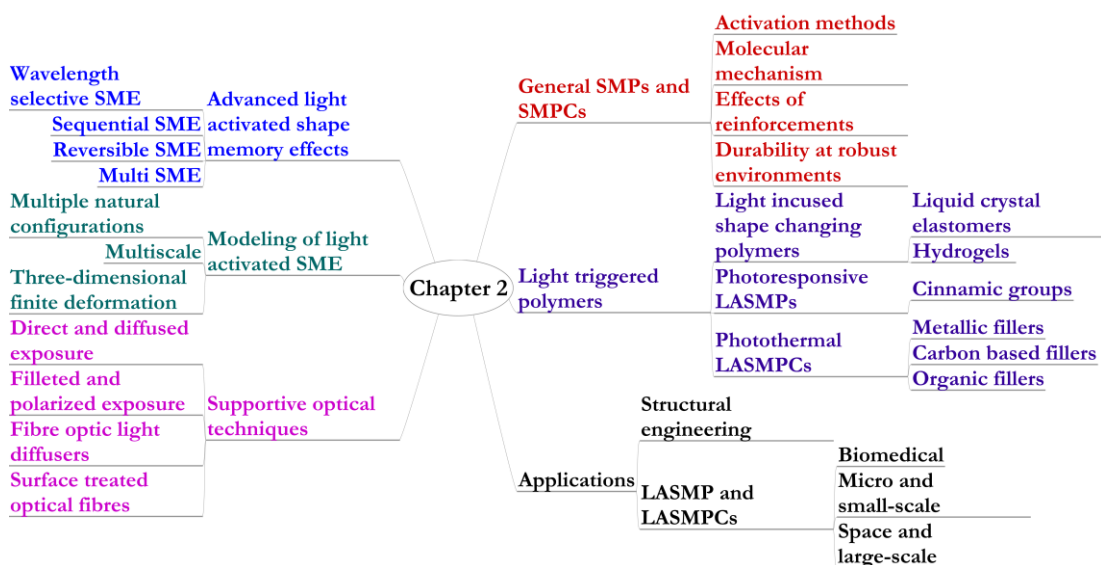 Chapter 2
Advanced light
activated shape
memory effects
Wavelength
selective SME
Sequential SME
Reversible SME
Multi SME
Modeling of light
activated SME
Multiple natural
configurations
Multiscale
Three-dimensional
finite deformation
Supportive optical
techniques
Direct and diffused
exposure
Filleted and
polarized exposure
Fibre optic light
diffusers
Surface treated
optical fibres
General SMPs and
SMPCs
Activation methods
Molecular
mechanism
Effects of
reinforcements
Durability at robust
environments
Light triggered
polymers
Light incused
shape changing
polymers
Liquid crystal
elastomers
Hydrogels
Photoresponsive
LASMPs
Cinnamic groups
Photothermal
LASMPCs
Metallic fillers
Carbon based fillers
Organic fillers
Applications
Structural
engineering
LASMP and
LASMPCs
Biomedical
Micro and
small-scale
Space and
large-scale